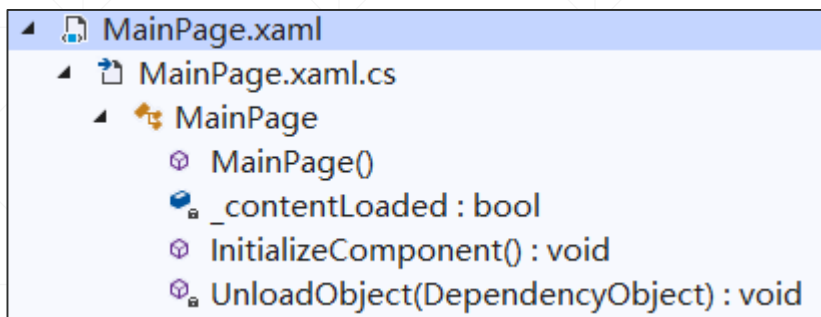 MainPage.xaml
MainPage.xaml.cs
MainPage
MainPage()
_contentLoaded : bool
InitializeComponent() : void
UnloadObject(DependencyObject) : void